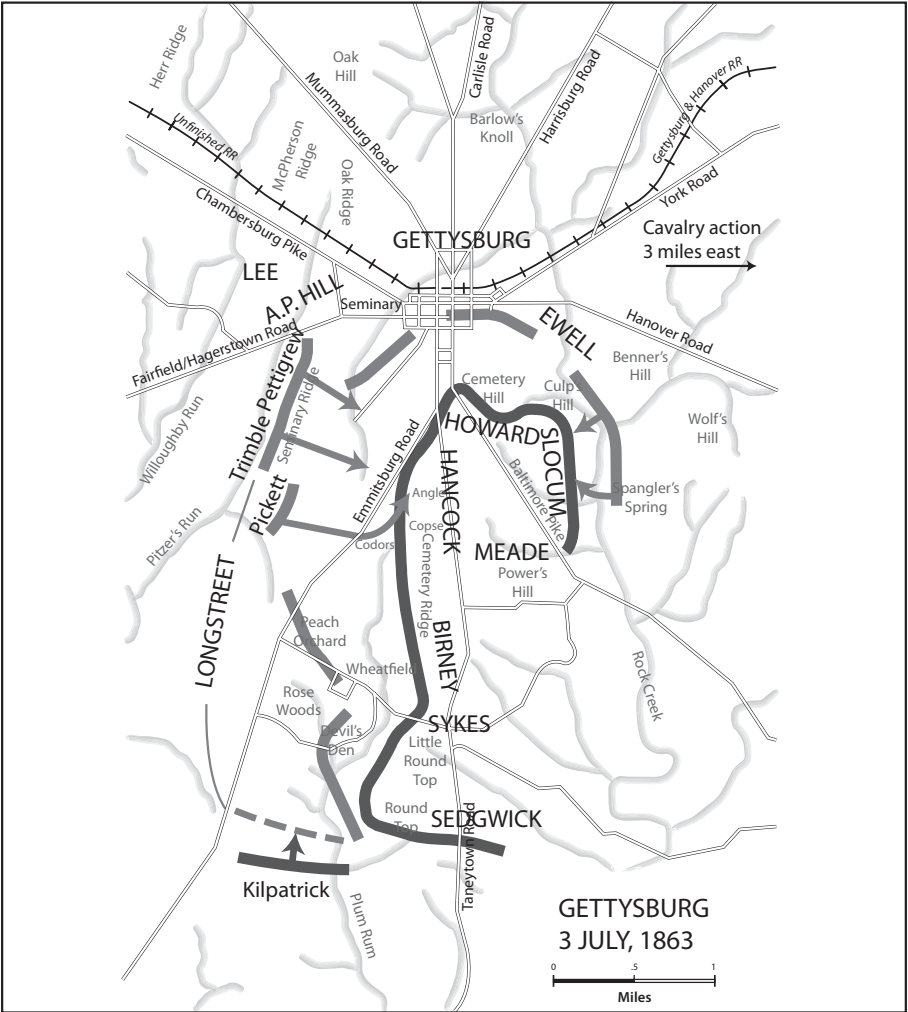 Herr Ridge
Oak
Hill
Carlisle Road
Mummasburg Road
Harrisburg Road
Barlow's
Knoll
Gettysburg & Hanover RR
Unfinished RR
McPherson
Ridge
Oak Ridge
York Road
Chambersburg Pike
GETTYSBURG
Cavalry action
3 miles east
LEE
A.P. HILL
Seminary
EWELL
Hanover Road
Fairfield/Hagerstown Road
Benner's
Hill
Trimble Pettigrew
Seminary Ridge
Cemetery
Hill
Culp's
Hill
Willoughby Run
Wolf's
Hill
HOWARD
SLOCUM
Emmitsburg Road
HANCOCK
Baltimore Pike
Pickett
Angle
Spangler's
Spring
Pitzer's Run
Copse
Codors
MEADE
Cemetery Ridge
Power's
Hill
LONGSTREET
Peach
Orchard
BIRNEY
Wheatfield
Rock Creek
Rose
Woods
Devil's
Den
SYKES
Little
Round
Top
Round
Top
SEDGWICK
Taneytown Road
Kilpatrick
Plum Rum
GETTYSBURG
3 JULY, 1863
0 .5 1
Miles